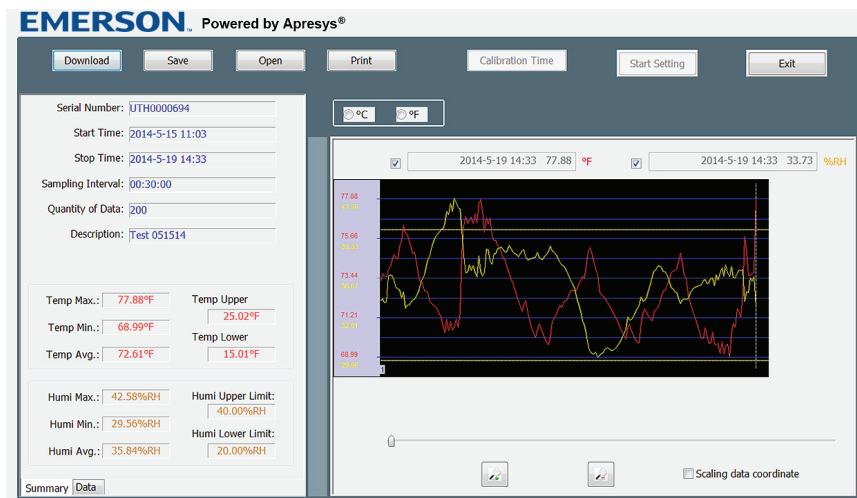 EMERSON™ Powered by Apresys®
Download Save Open Print Calibration Time Start Setting Exit
Serial Number: UTH0000694
Start Time: 2014-5-15 11:03
Stop Time: 2014-5-19 14:33
Sampling Interval: 00:30:00
Quantity of Data: 200
Description: Test 051514
Temp Max.: 77.88°F
Temp Min.: 68.99°F
Temp Avg.: 72.61°F
Temp Upper
25.02°F
Temp Lower
15.01°F
Humi Max.: 42.58%RH
Humi Min.: 29.56%RH
Humi Avg.: 35.84%RH
Humi Upper Limit:
40.00%RH
Humi Lower Limit:
20.00%RH
Summary Data
°C °F
2014-5-19 14:33 77.88 °F
2014-5-19 14:33 33.73 %RH
77.88
75.66
73.44
71.21
68.99
1
Scaling data coordinate